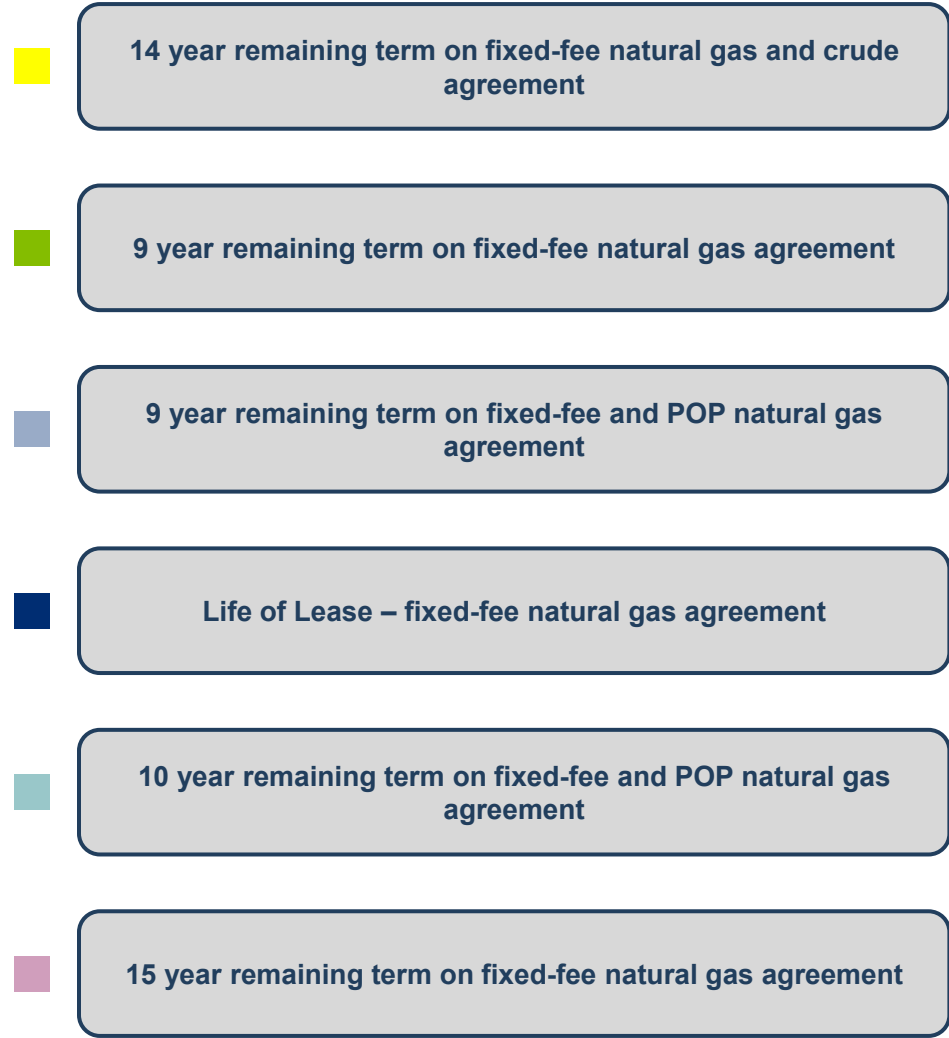 14 year remaining term on fixed-fee natural gas and crude
agreement
9 year remaining term on fixed-fee natural gas agreement
9 year remaining term on fixed-fee and POP natural gas
agreement
Life of Lease – fixed-fee natural gas agreement
10 year remaining term on fixed-fee and POP natural gas
agreement
15 year remaining term on fixed-fee natural gas agreement